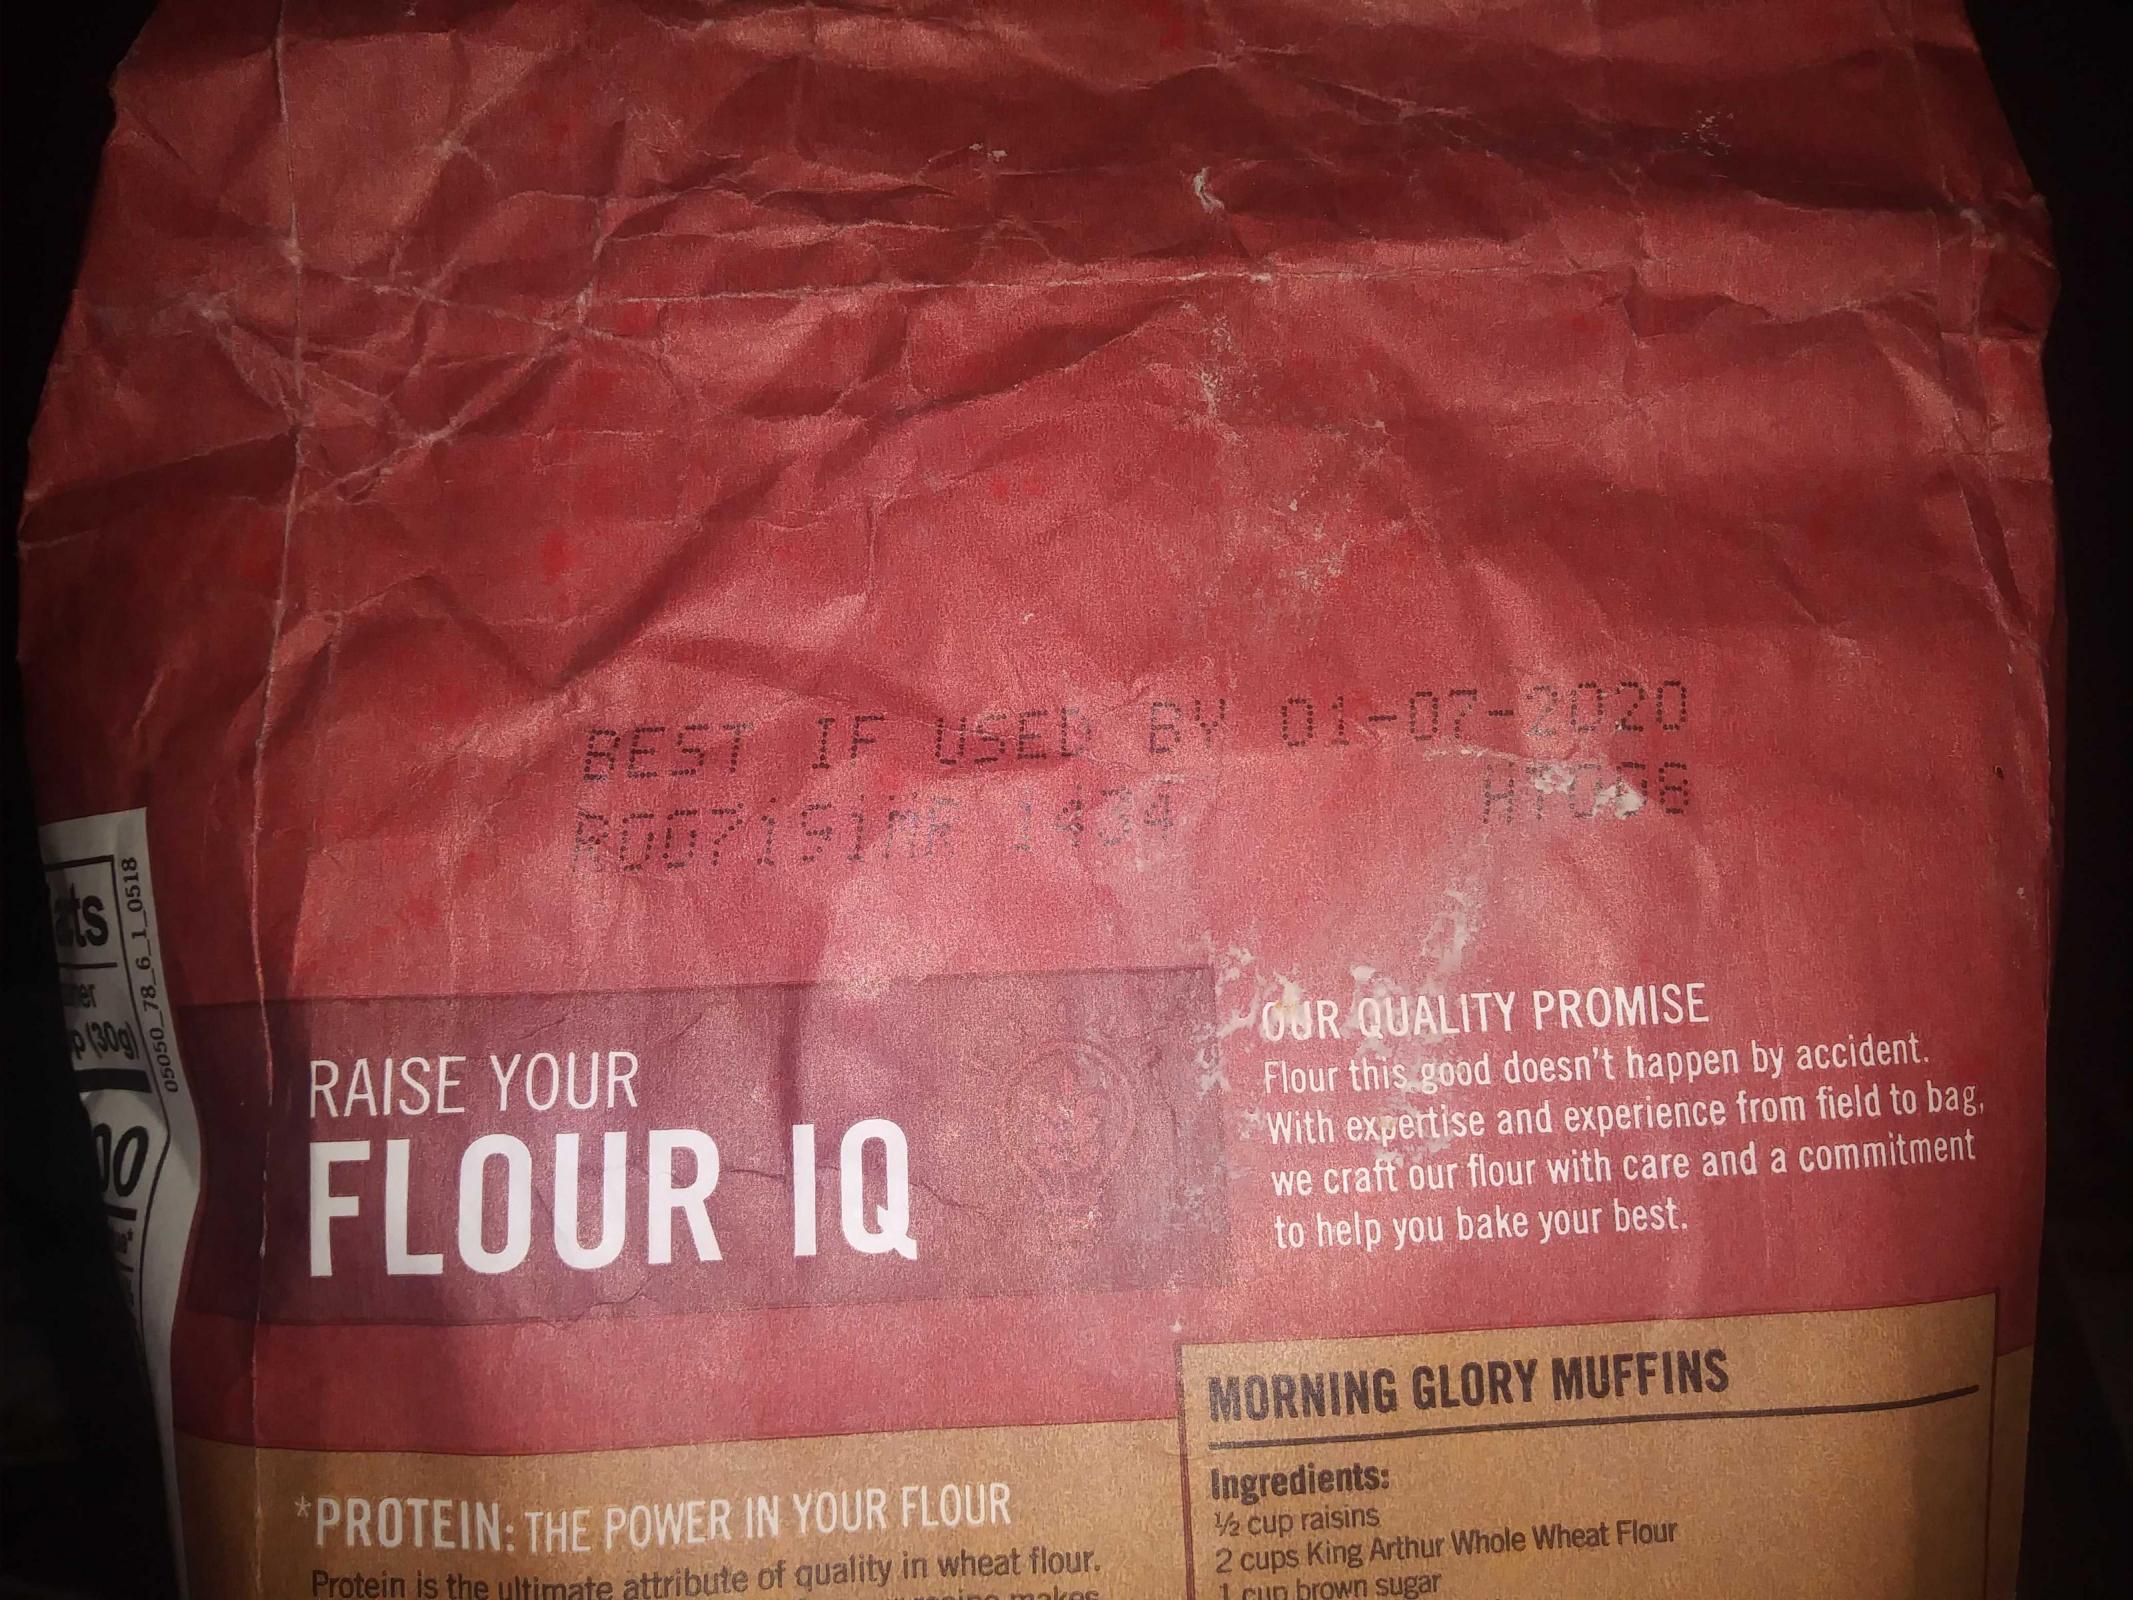 BEST IF USED BY 01-07-2020
1434
ats
05050_78_6_1_0518
(30g)
RAISE YOUR
FLOUR IQ
OUR QUALITY PROMISE
Flour this good doesn't happen by accident.
With expertise and experience from field to bag,
we craft our flour with care and a commitment
to help you bake your best.
MORNING GLORY MUFFINS
Ingredients:
½ cup raisins
2 cups King Arthur Whole Wheat Flour
1 cup brown sugar
*PROTEIN: THE POWER IN YOUR FLOUR
Protein is the ultimate attribute of quality in wheat flour.